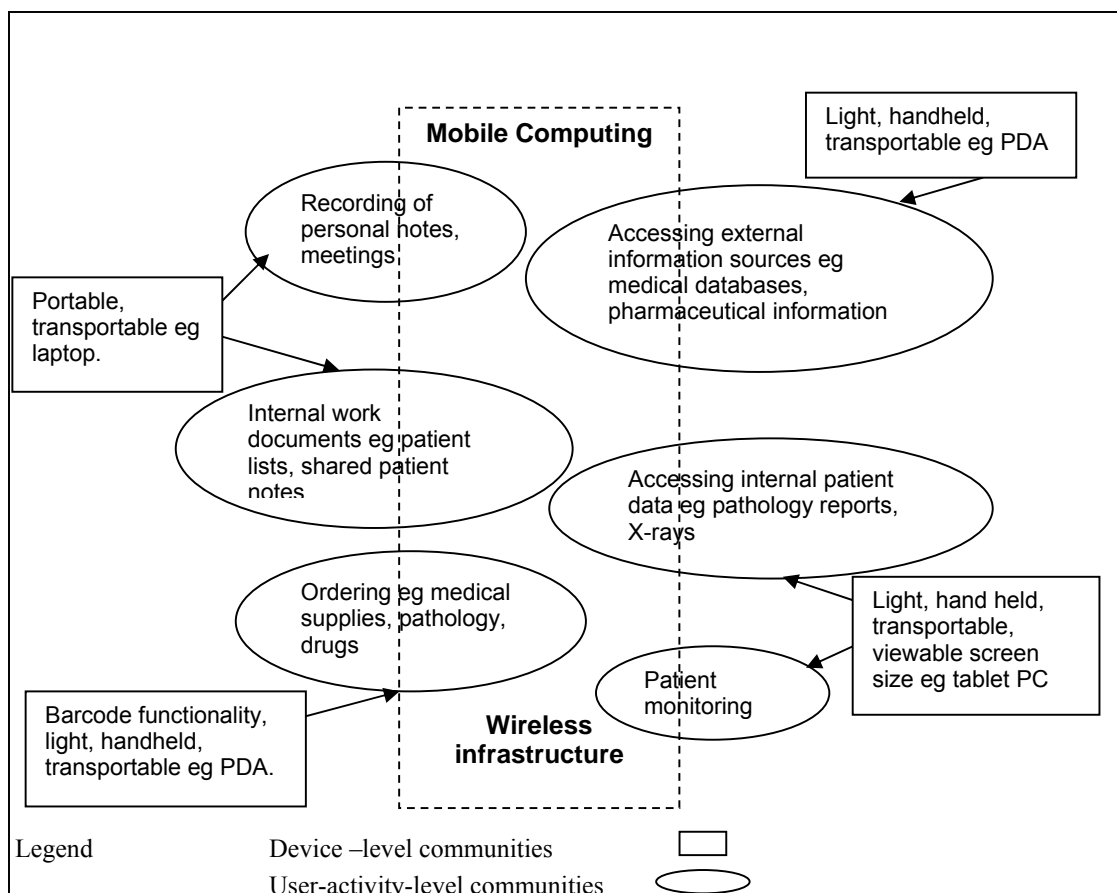 Mobile Computing
Light, handheld,
transportable eg PDA
Recording of
personal notes,
meetings
Accessing external
information sources eg
medical databases,
pharmaceutical information
Portable,
transportable eg
laptop.
Internal work
documents eg patient
lists, shared patient
notes
Accessing internal patient
data eg pathology reports,
X-rays
Ordering eg medical
supplies, pathology,
drugs
Light, hand held,
transportable,
viewable screen
size eg tablet PC
Patient
monitoring
Barcode functionality,
light, handheld,
transportable eg PDA.
Wireless
infrastructure
Legend
Device –level communities
User-activity-level communities